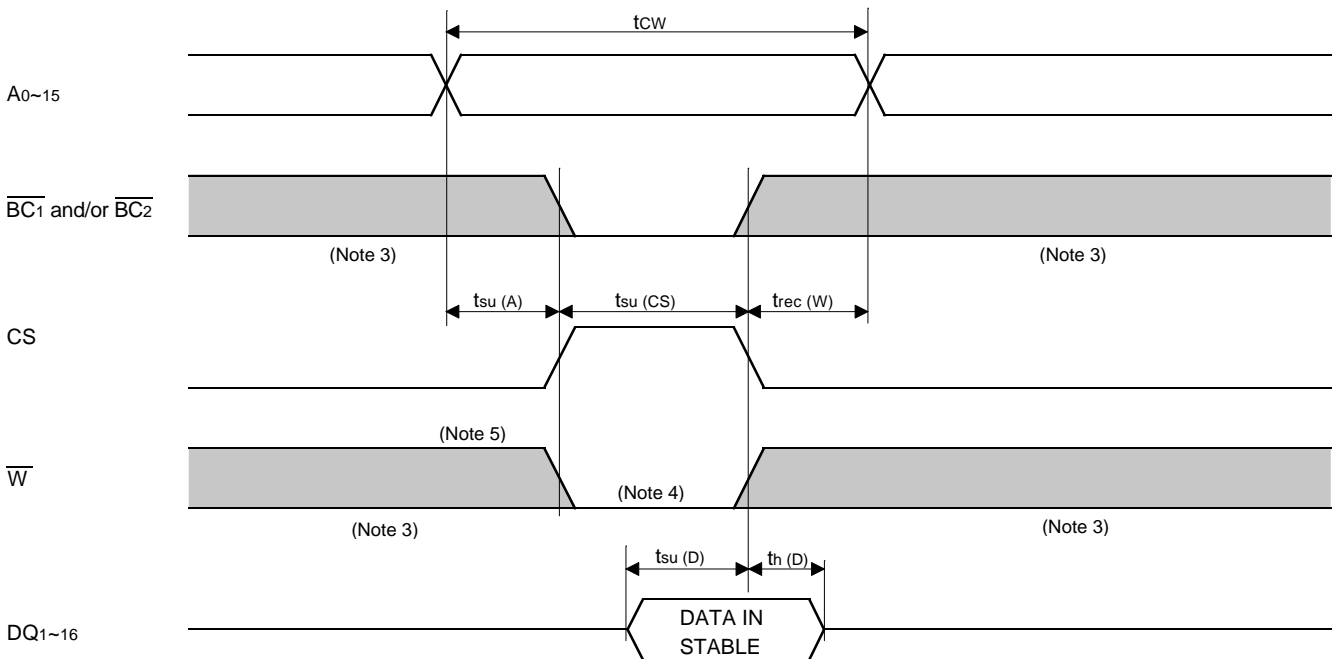 tCW
A0~15
BC1 and/or BC2
(Note 3) (Note 3)
tsu (A) tsu (CS) trec (W)
CS
(Note 5)
W
(Note 4)
(Note 3) (Note 3)
tsu (D) th (D)
DQ1~16
DATA IN
STABLE